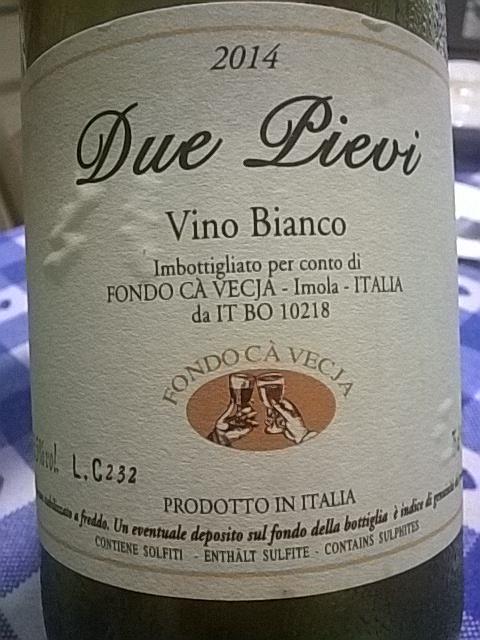 2014
Due Pievi
Vino Bianco
Imbottigliato per conto di
FONDO CÀ VECJA - Imola - ITALIA
da IT BO 10218
FONDO CÀ VECJA
vol. L.C232
PRODOTTO IN ITALIA
a freddo. Un eventuale deposito sul fondo della bottiglia è indice di
CONTIENE SOLFITI - ENTHÄLT SULFITE - CONTAINS SULPHITES